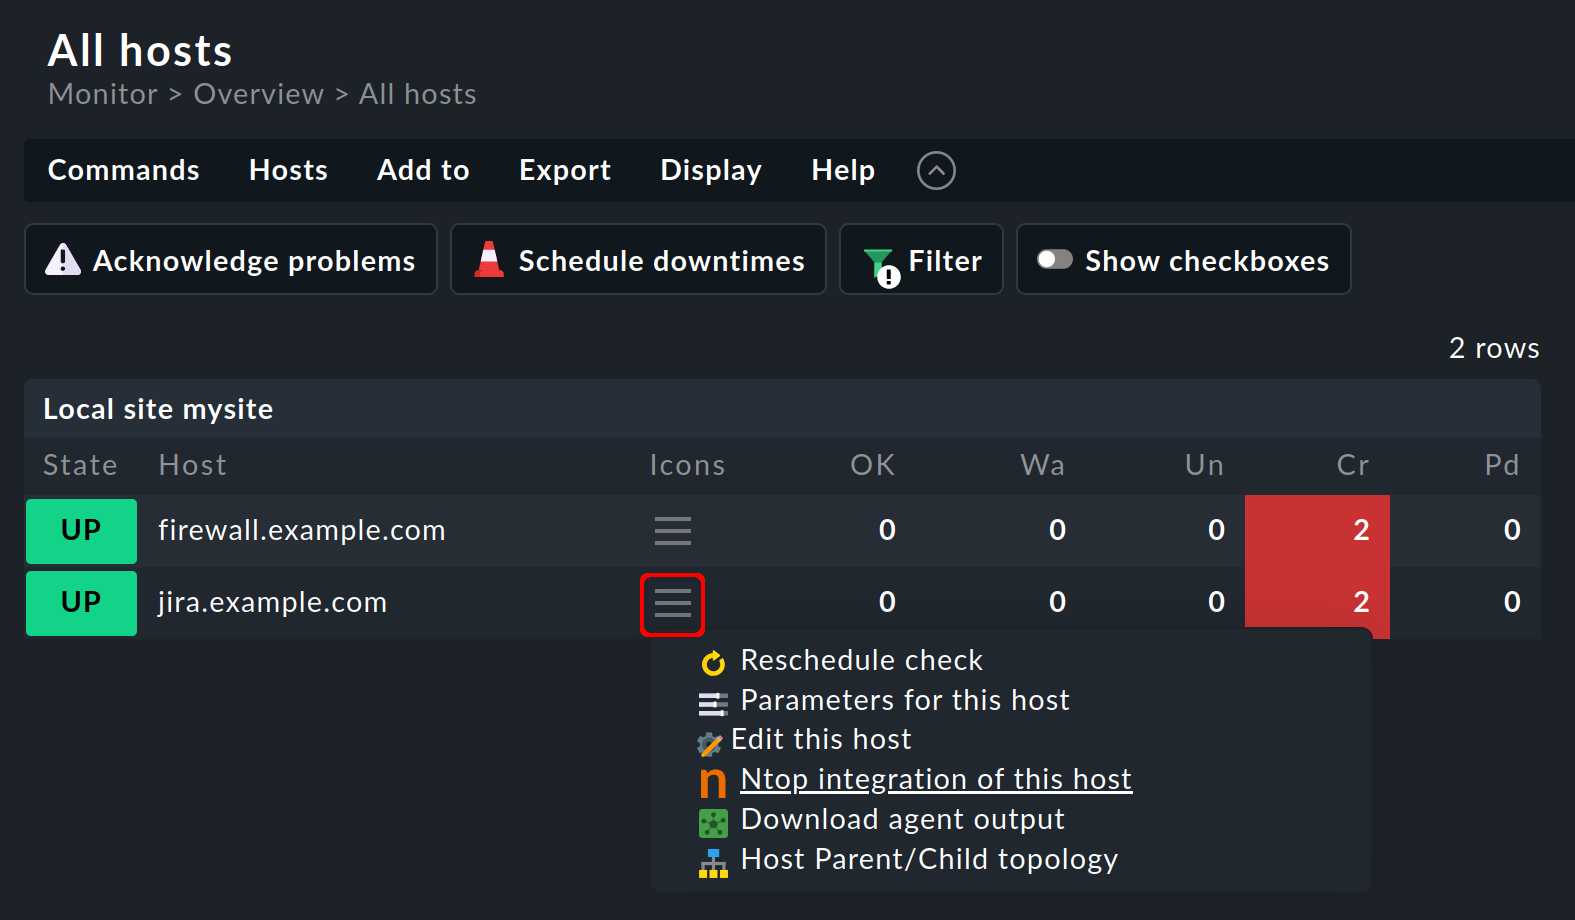 All hosts
Monitor > Overview > All hosts
Commands Hosts Add to Export Display Help
Acknowledge problems Schedule downtimes Filter Show checkboxes
2 rows
Local site mysite
State Host Icons OK Wa Un Cr Pd
UP firewall.example.com 0 0 0 2 0
UP jira.example.com 0 0 0 2 0
Reschedule check
Parameters for this host
Edit this host
n Ntop integration of this host
Download agent output
Host Parent/Child topology